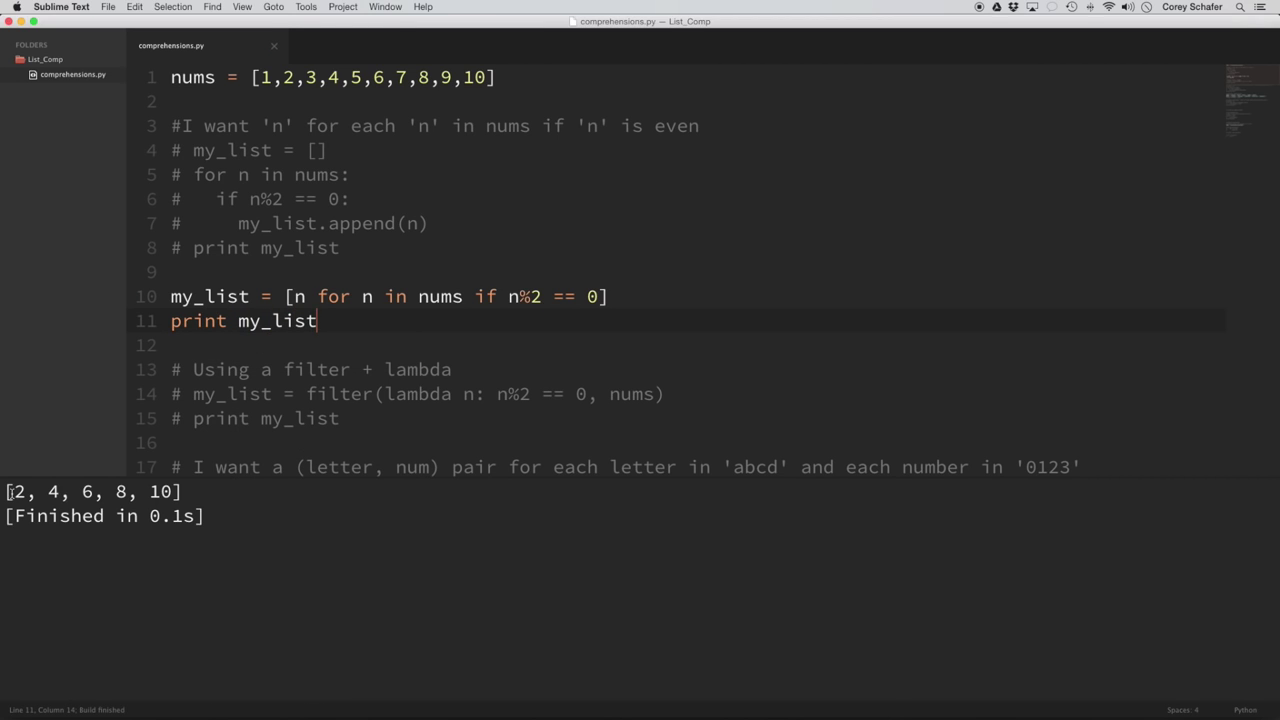 Sublime Text File Edit Selection Find View Goto Tools Project Window Help Corey Schafer
comprehensions.py — List_Comp
FOLDERS
List_Comp
comprehensions.py
comprehensions.py
1 nums = [1,2,3,4,5,6,7,8,9,10]
2
3 #I want 'n' for each 'n' in nums if 'n' is even
4 # my_list = []
5 # for n in nums:
6 #   if n%2 == 0:
7 #     my_list.append(n)
8 # print my_list
9
10 my_list = [n for n in nums if n%2 == 0]
11 print my_list
12
13 # Using a filter + lambda
14 # my_list = filter(lambda n: n%2 == 0, nums)
15 # print my_list
16
17 # I want a (letter, num) pair for each letter in 'abcd' and each number in '0123'
[2, 4, 6, 8, 10]
[Finished in 0.1s]
Line 11, Column 14, Build finished Spaces: 4 Python